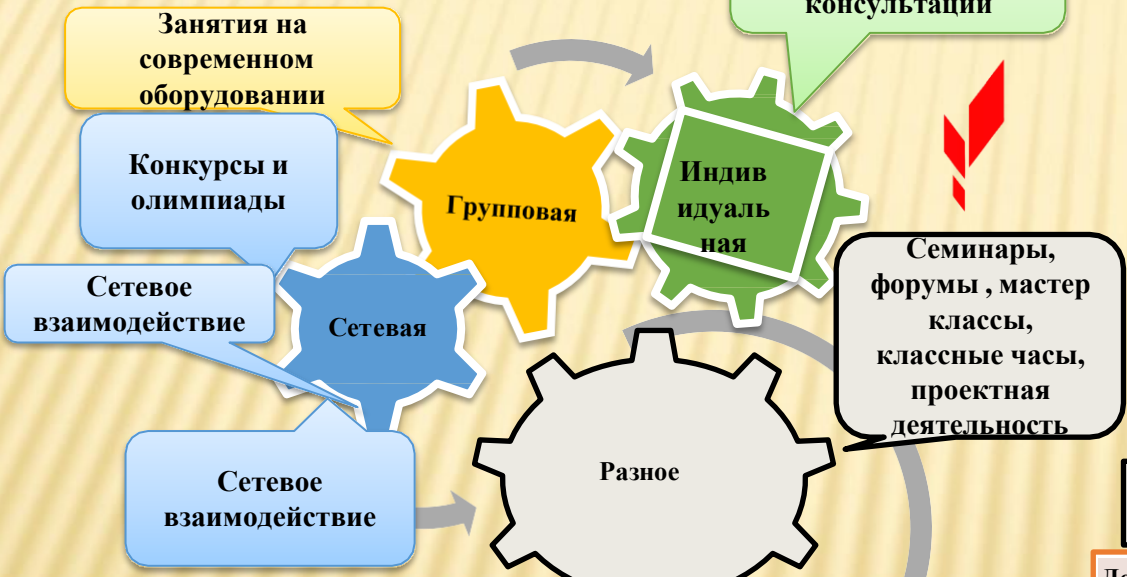 консультации
Занятия на
современном
оборудовании
Конкурсы и
олимпиады
Групповая
Индив
идуаль
ная
Сетевое
взаимодействие
Сетевая
Семинары,
форумы , мастер
классы,
классные часы,
проектная
деятельность
Разное
Сетевое
взаимодействие